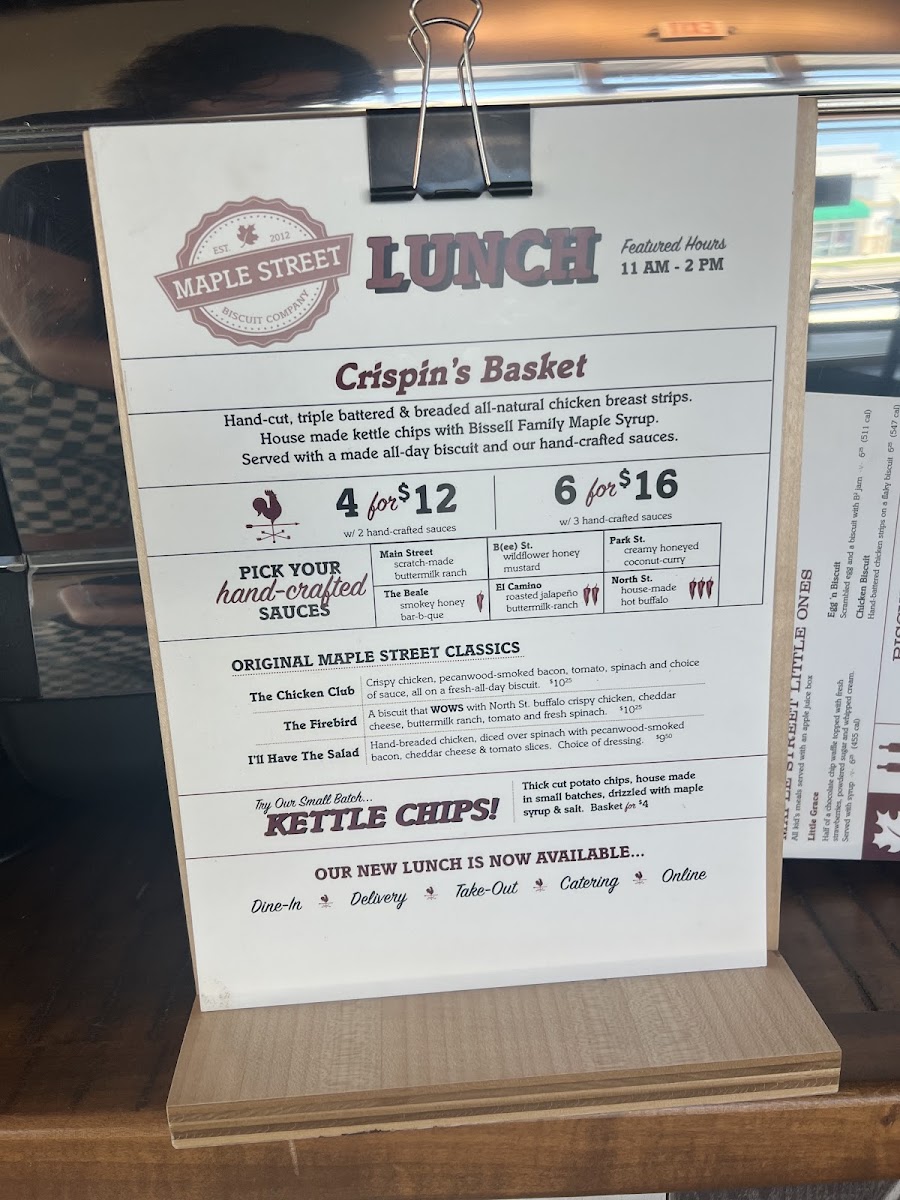 EST. 2012
MAPLE STREET
BISCUIT COMPANY
LUNCH
Featured Hours
11 AM - 2 PM
Crispin's Basket
Hand-cut, triple battered & breaded all-natural chicken breast strips.
House made kettle chips with Bissell Family Maple Syrup.
Served with a made all-day biscuit and our hand-crafted sauces.
4 for $12
w/ 2 hand-crafted sauces
6 for $16
w/ 3 hand-crafted sauces
PICK YOUR
hand-crafted
SAUCES
Main Street
scratch-made
buttermilk ranch
B(ee) St.
wildflower honey
mustard
Park St.
creamy honeyed
coconut-curry
The Beale
smokey honey
bar-b-que
El Camino
roasted jalapeño
buttermilk-ranch
North St.
house-made
hot buffalo
ORIGINAL MAPLE STREET CLASSICS
The Chicken Club
Crispy chicken, pecanwood-smoked bacon, tomato, spinach and choice
of sauce, all on a fresh-all-day biscuit. $10²⁵
The Firebird
A biscuit that WOWS with North St. buffalo crispy chicken, cheddar
cheese, buttermilk ranch, tomato and fresh spinach. $10²⁵
I'll Have The Salad
Hand-breaded chicken, diced over spinach with pecanwood-smoked
bacon, cheddar cheese & tomato slices. Choice of dressing. $9⁵⁰
Try Our Small Batch...
KETTLE CHIPS!
Thick cut potato chips, house made
in small batches, drizzled with maple
syrup & salt. Basket for $4
OUR NEW LUNCH IS NOW AVAILABLE...
Dine-In Delivery Take-Out Catering Online
MAPLE STREET LITTLE ONES
All kid's meals served with an apple juice box
Little Grace
Half of a chocolate chip waffle topped with fresh
strawberries, powdered sugar and whipped cream.
Served with syrup (455 cal)
Egg 'n Biscuit
Scrambled egg and a biscuit with B² jam (511 cal)
Chicken Biscuit
Hand-battered chicken strips on a flaky biscuit (547 cal)